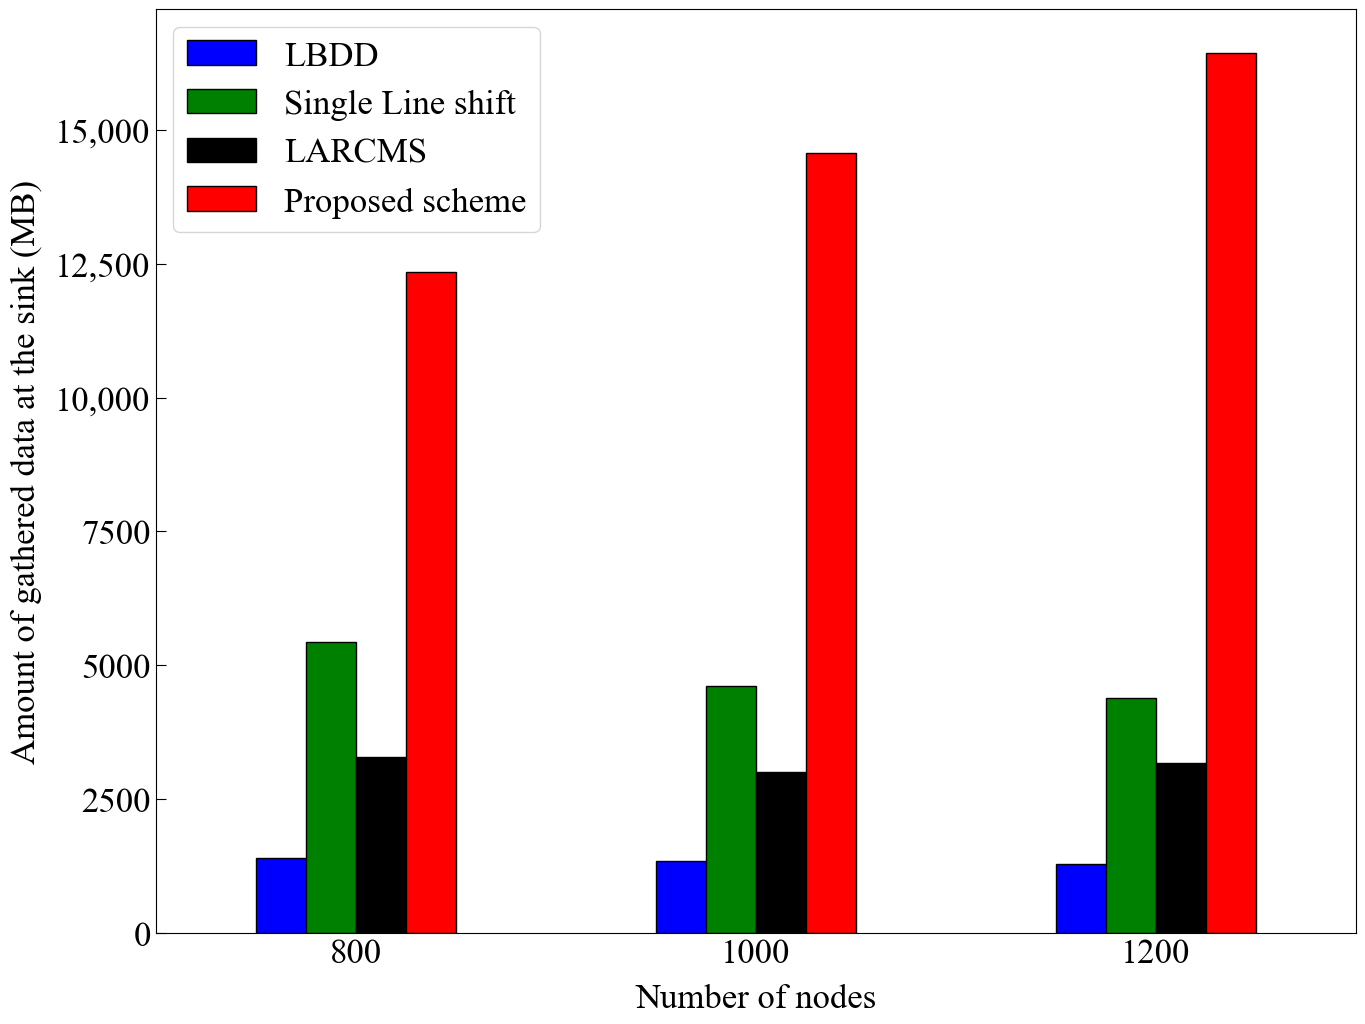 LBDD
Single Line shift
LARCMS
Proposed scheme
Amount of gathered data at the sink (MB)
15,000
12,500
10,000
7500
5000
2500
0
800 1000 1200
Number of nodes